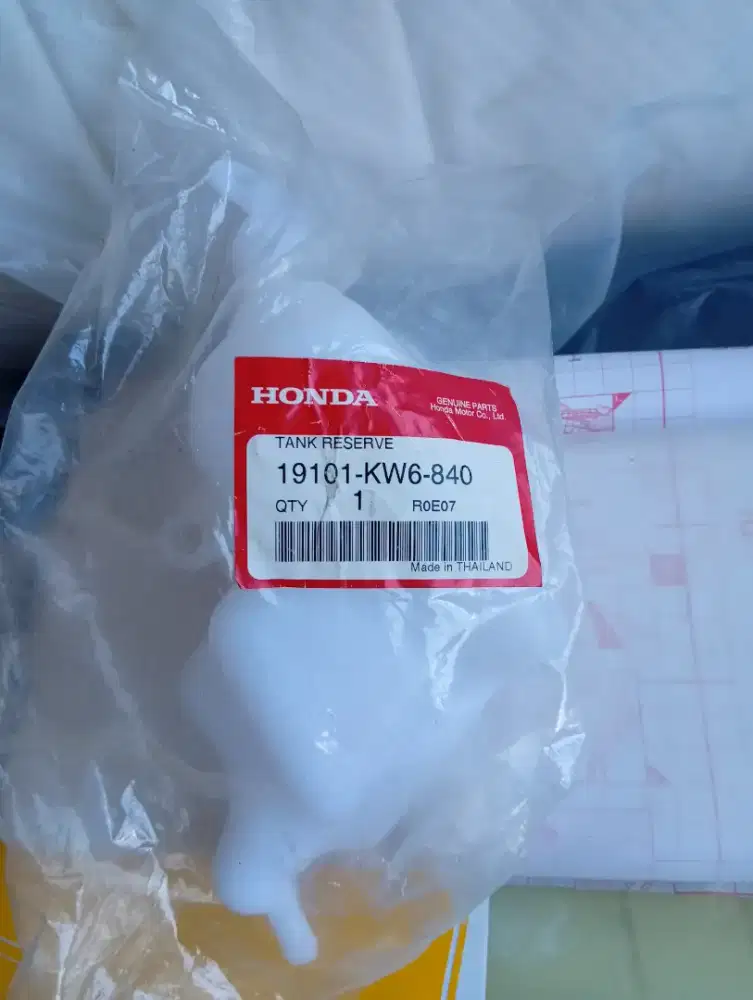 HONDA
GENUINE PARTS
Honda Motor Co., Ltd.
TANK RESERVE
19101-KW6-840
QTY 1 R0E07
Made in THAILAND